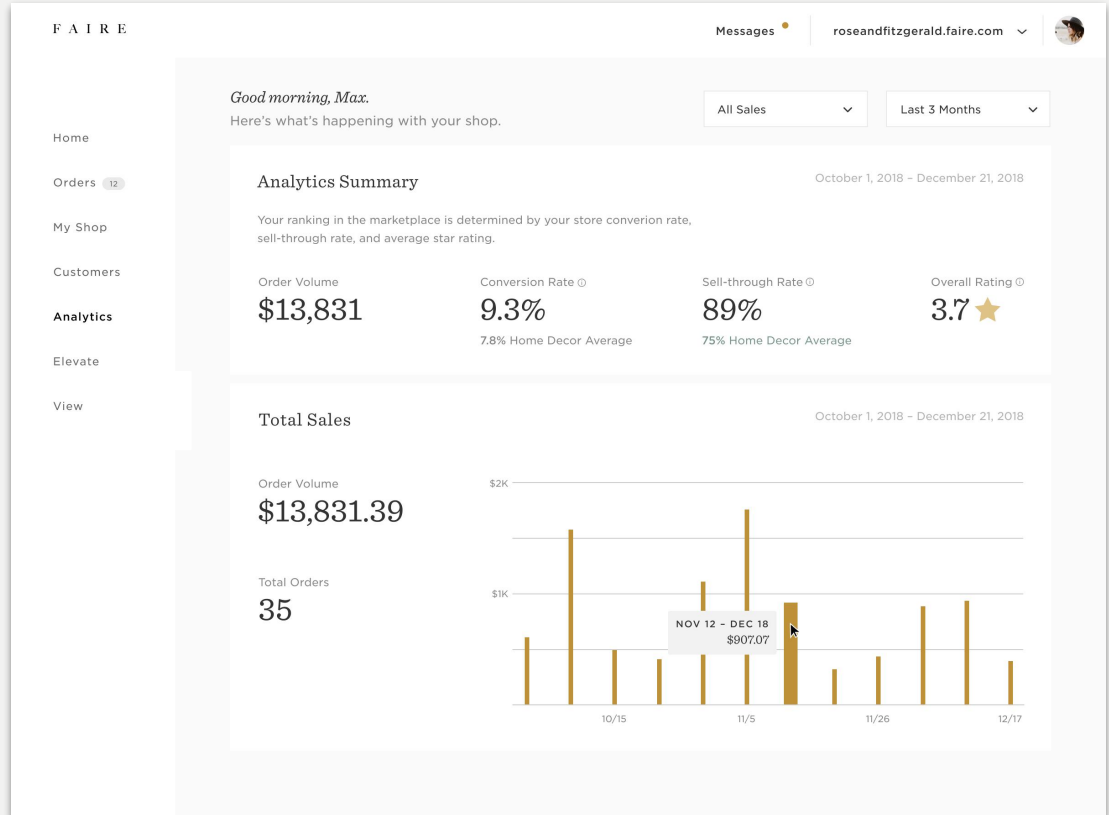 FAIRE
Messages
roseandfitzgerald.faire.com
Home
Orders 12
My Shop
Customers
Analytics
Elevate
View
Good morning, Max.
Here's what's happening with your shop.
All Sales
Last 3 Months
Analytics Summary
October 1, 2018 – December 21, 2018
Your ranking in the marketplace is determined by your store converion rate,
sell-through rate, and average star rating.
Order Volume
$13,831
Conversion Rate
9.3%
7.8% Home Decor Average
Sell-through Rate
89%
75% Home Decor Average
Overall Rating
3.7
Total Sales
October 1, 2018 – December 21, 2018
Order Volume
$13,831.39
Total Orders
35
$2K
$1K
NOV 12 – DEC 18
$907.07
10/15
11/5
11/26
12/17